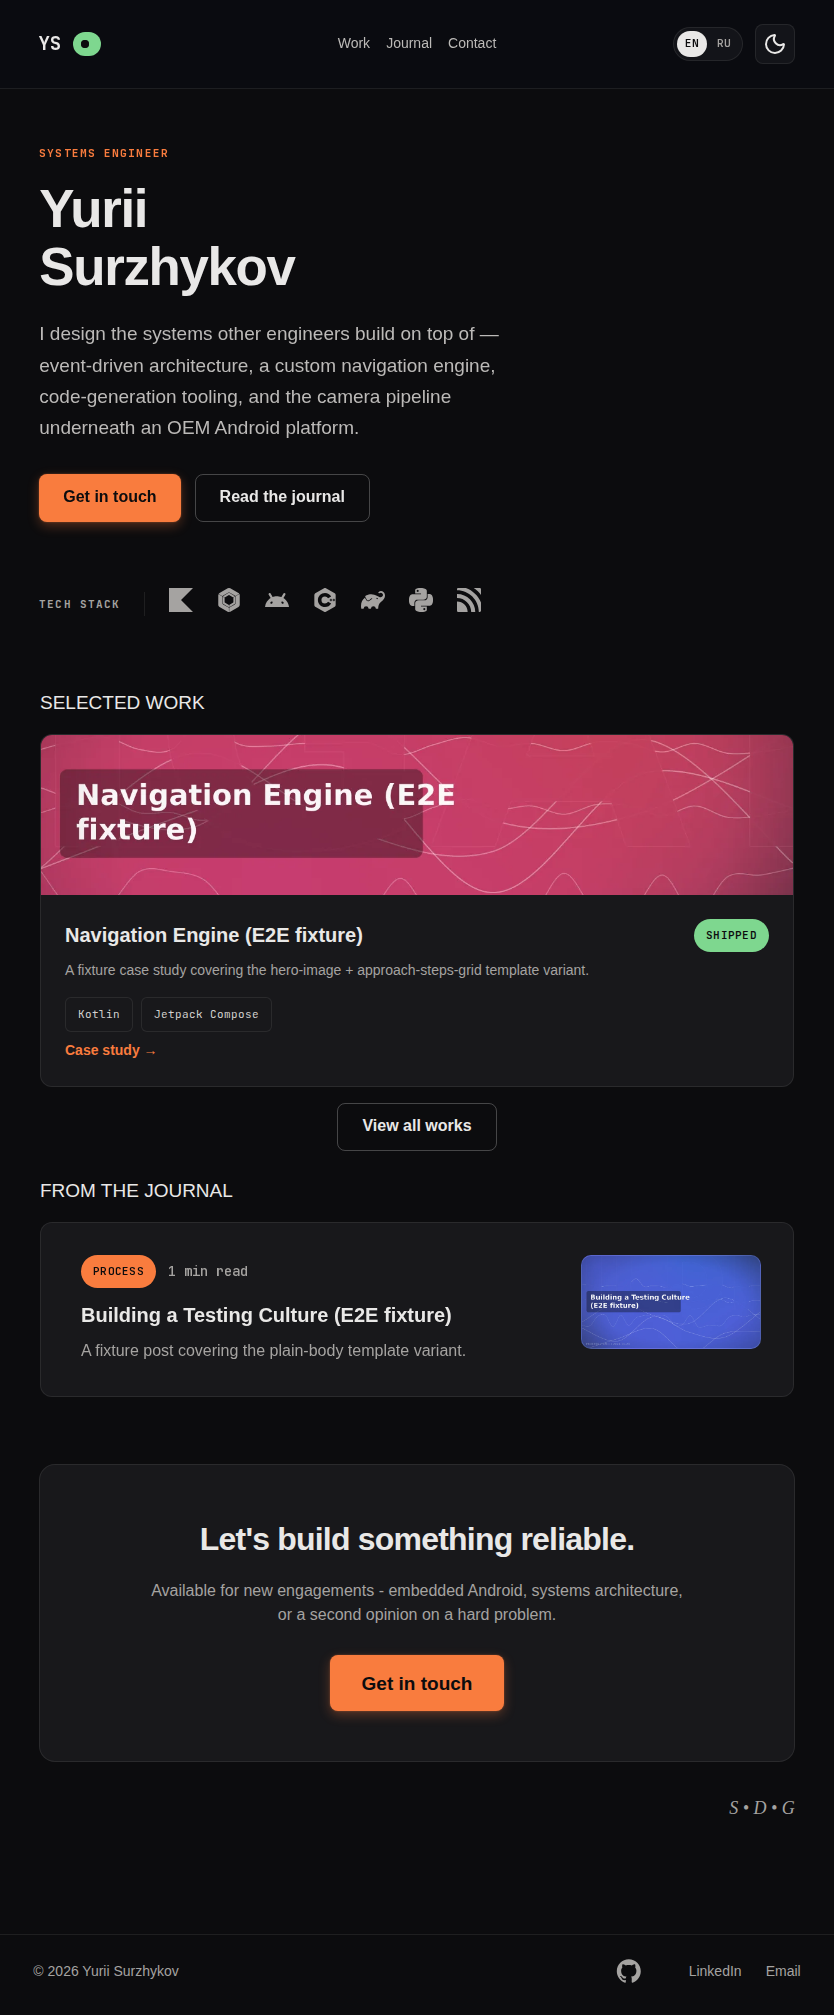 YS
Work Journal Contact
EN RU
SYSTEMS ENGINEER
Yurii
Surzhykov
I design the systems other engineers build on top of —
event-driven architecture, a custom navigation engine,
code-generation tooling, and the camera pipeline
underneath an OEM Android platform.
Get in touch
Read the journal
TECH STACK
SELECTED WORK
Navigation Engine (E2E
fixture)
Navigation Engine (E2E fixture)
SHIPPED
A fixture case study covering the hero-image + approach-steps-grid template variant.
Kotlin
Jetpack Compose
Case study →
View all works
FROM THE JOURNAL
PROCESS 1 min read
Building a Testing Culture (E2E fixture)
A fixture post covering the plain-body template variant.
Building a Testing Culture
(E2E fixture)
Let's build something reliable.
Available for new engagements - embedded Android, systems architecture,
or a second opinion on a hard problem.
Get in touch
S • D • G
© 2026 Yurii Surzhykov
LinkedIn Email